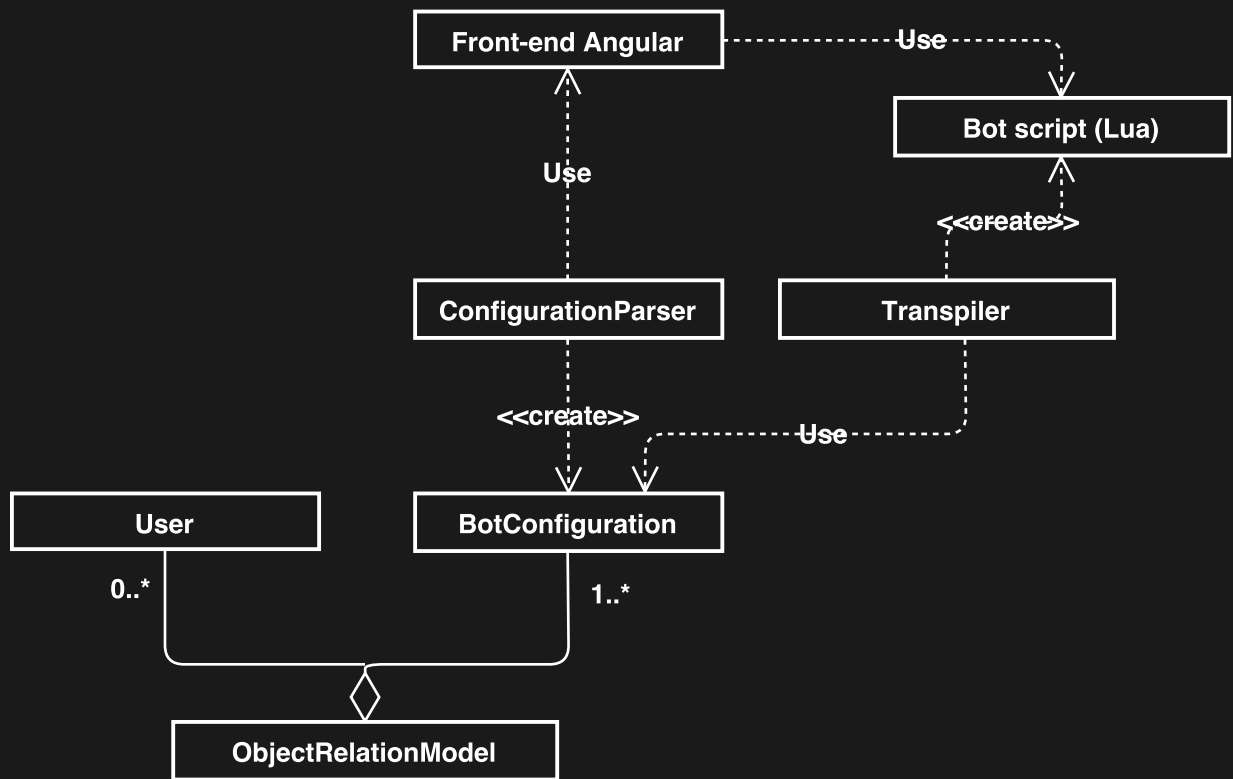 Front-end Angular
Use
Bot script (Lua)
Use
<<create>>
ConfigurationParser
Transpiler
<<create>>
Use
User
BotConfiguration
0..*
1..*
ObjectRelationModel